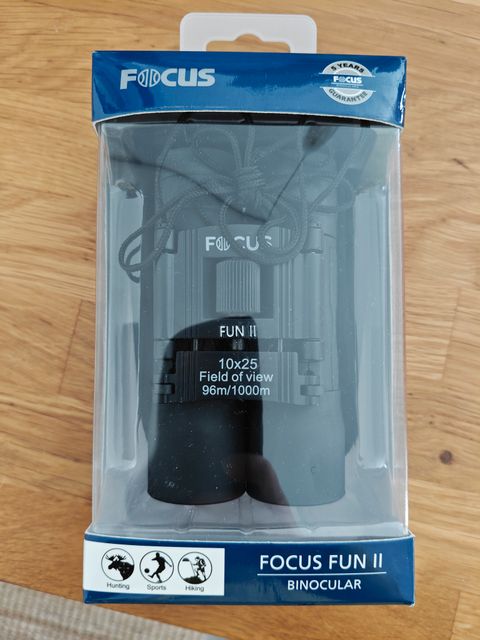 FOCUS
5 YEARS
FOCUS
GUARANTEE
FOCUS
FUN II
10x25
Field of view
96m/1000m
Hunting
Sports
Hiking
FOCUS FUN II
BINOCULAR